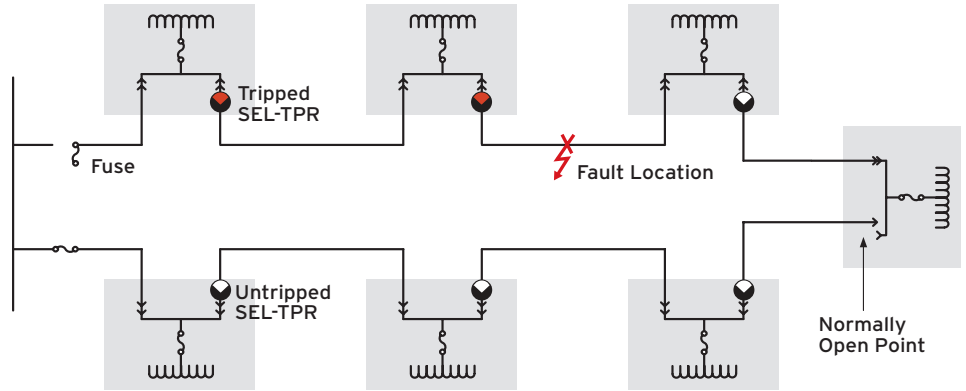 Tripped
SEL-TPR
Fuse
Fault Location
Untripped
SEL-TPR
Normally
Open Point